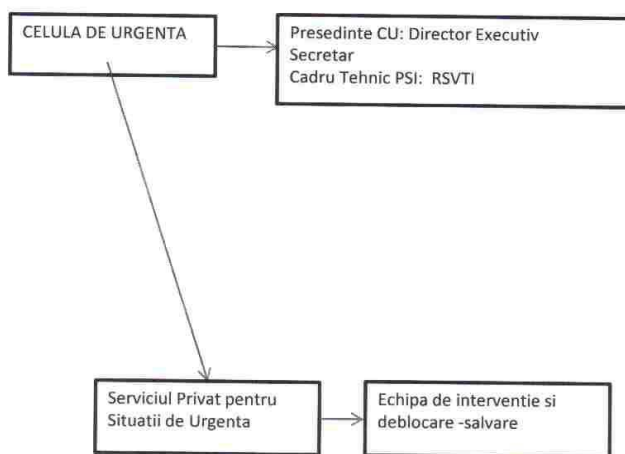 CELULA DE URGENTA
Presedinte CU: Director Executiv
Secretar
Cadru Tehnic PSI: RSVTI
Serviciul Privat pentru
Situatii de Urgenta
Echipa de interventie si
deblocare -salvare